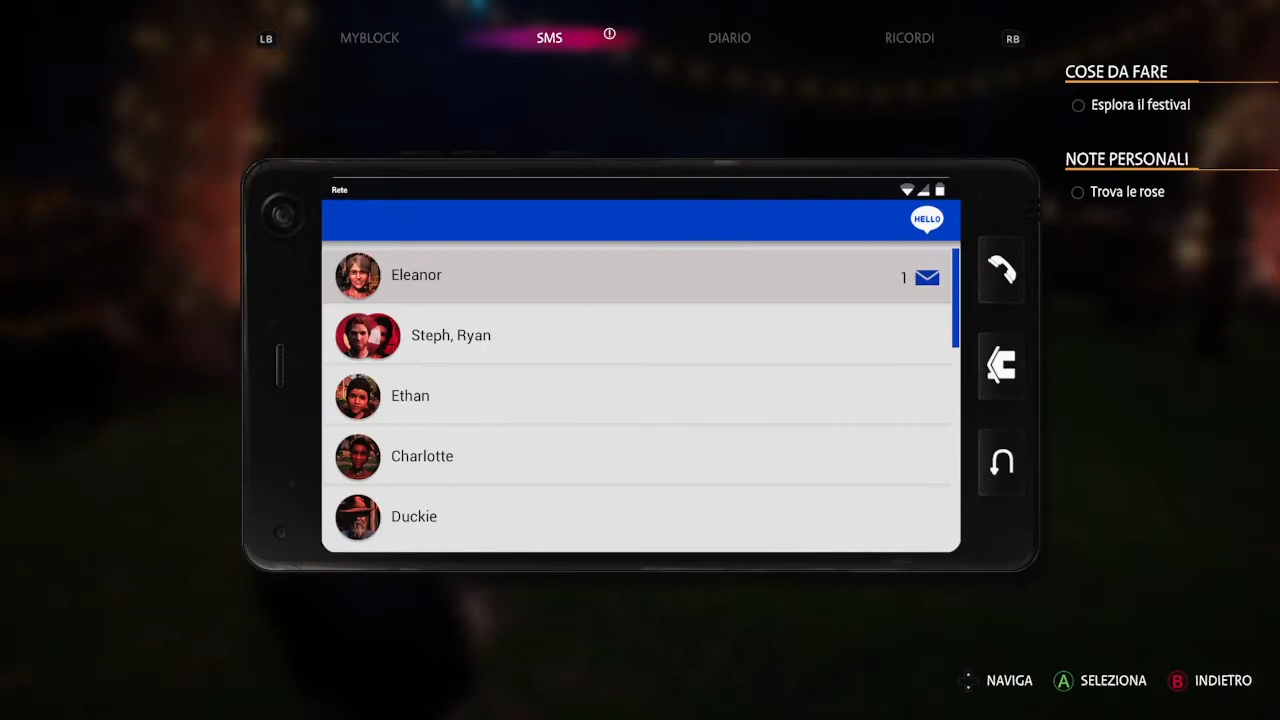 LB
MYBLOCK
SMS
DIARIO
RICORDI
RB
COSE DA FARE
Esplora il festival
NOTE PERSONALI
Trova le rose
Rete
HELLO
Eleanor
1
Steph, Ryan
Ethan
Charlotte
Duckie
NAVIGA
A SELEZIONA
B INDIETRO